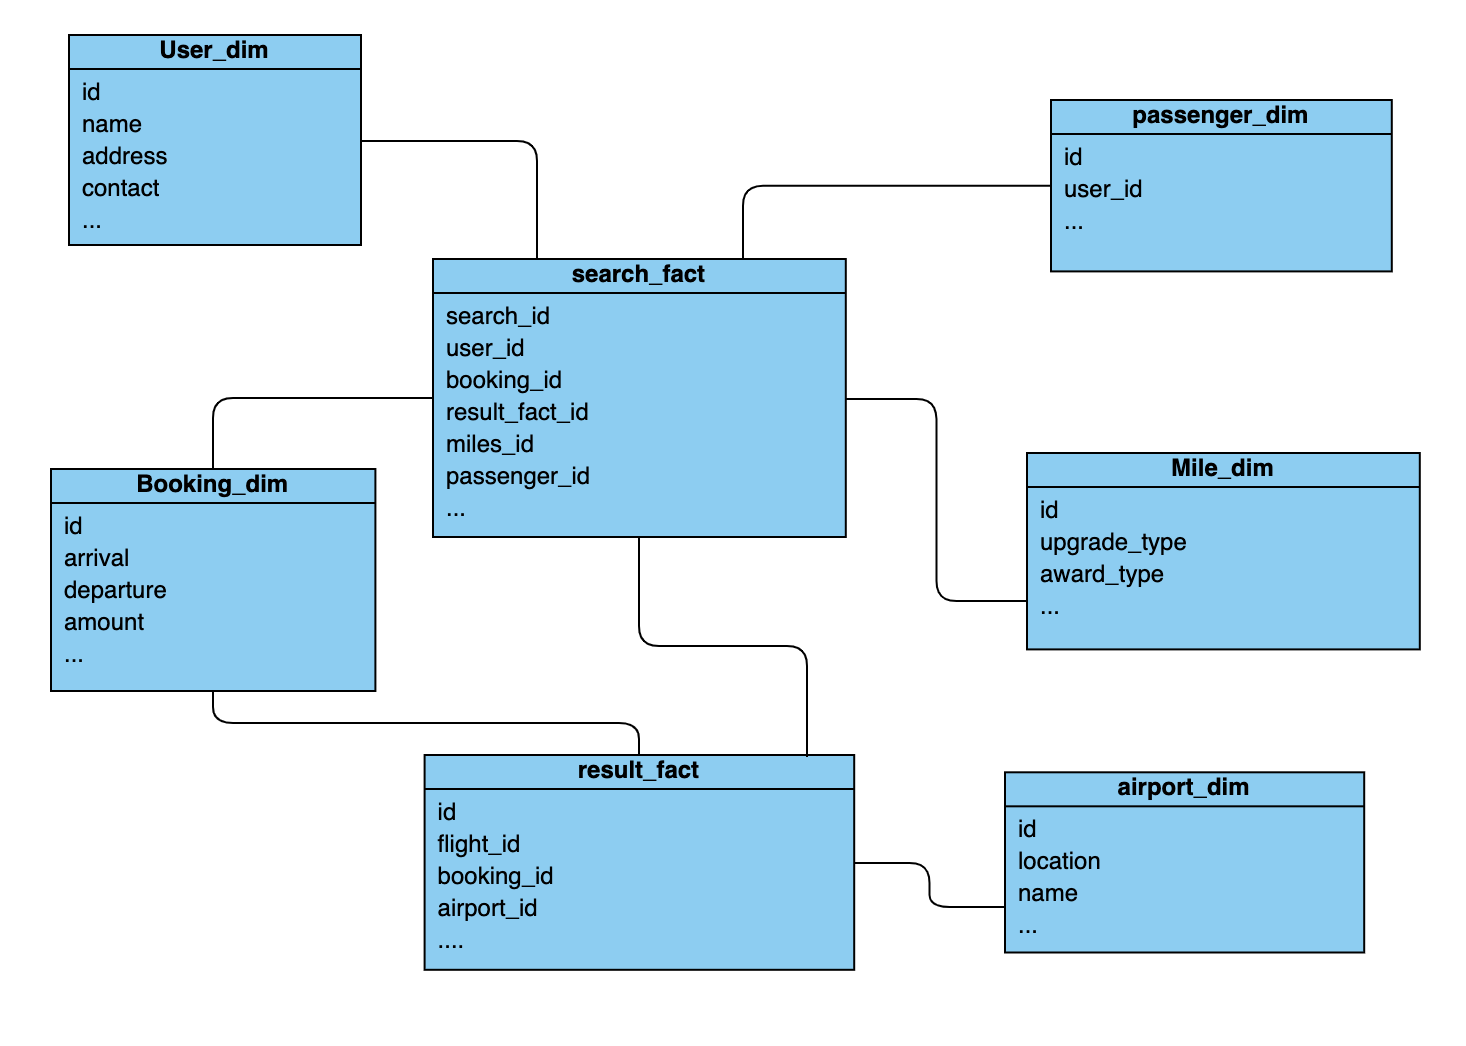 User_dim
id
name
address
contact
...
passenger_dim
id
user_id
...
search_fact
search_id
user_id
booking_id
result_fact_id
miles_id
passenger_id
...
Booking_dim
id
arrival
departure
amount
...
Mile_dim
id
upgrade_type
award_type
...
result_fact
id
flight_id
booking_id
airport_id
....
airport_dim
id
location
name
...